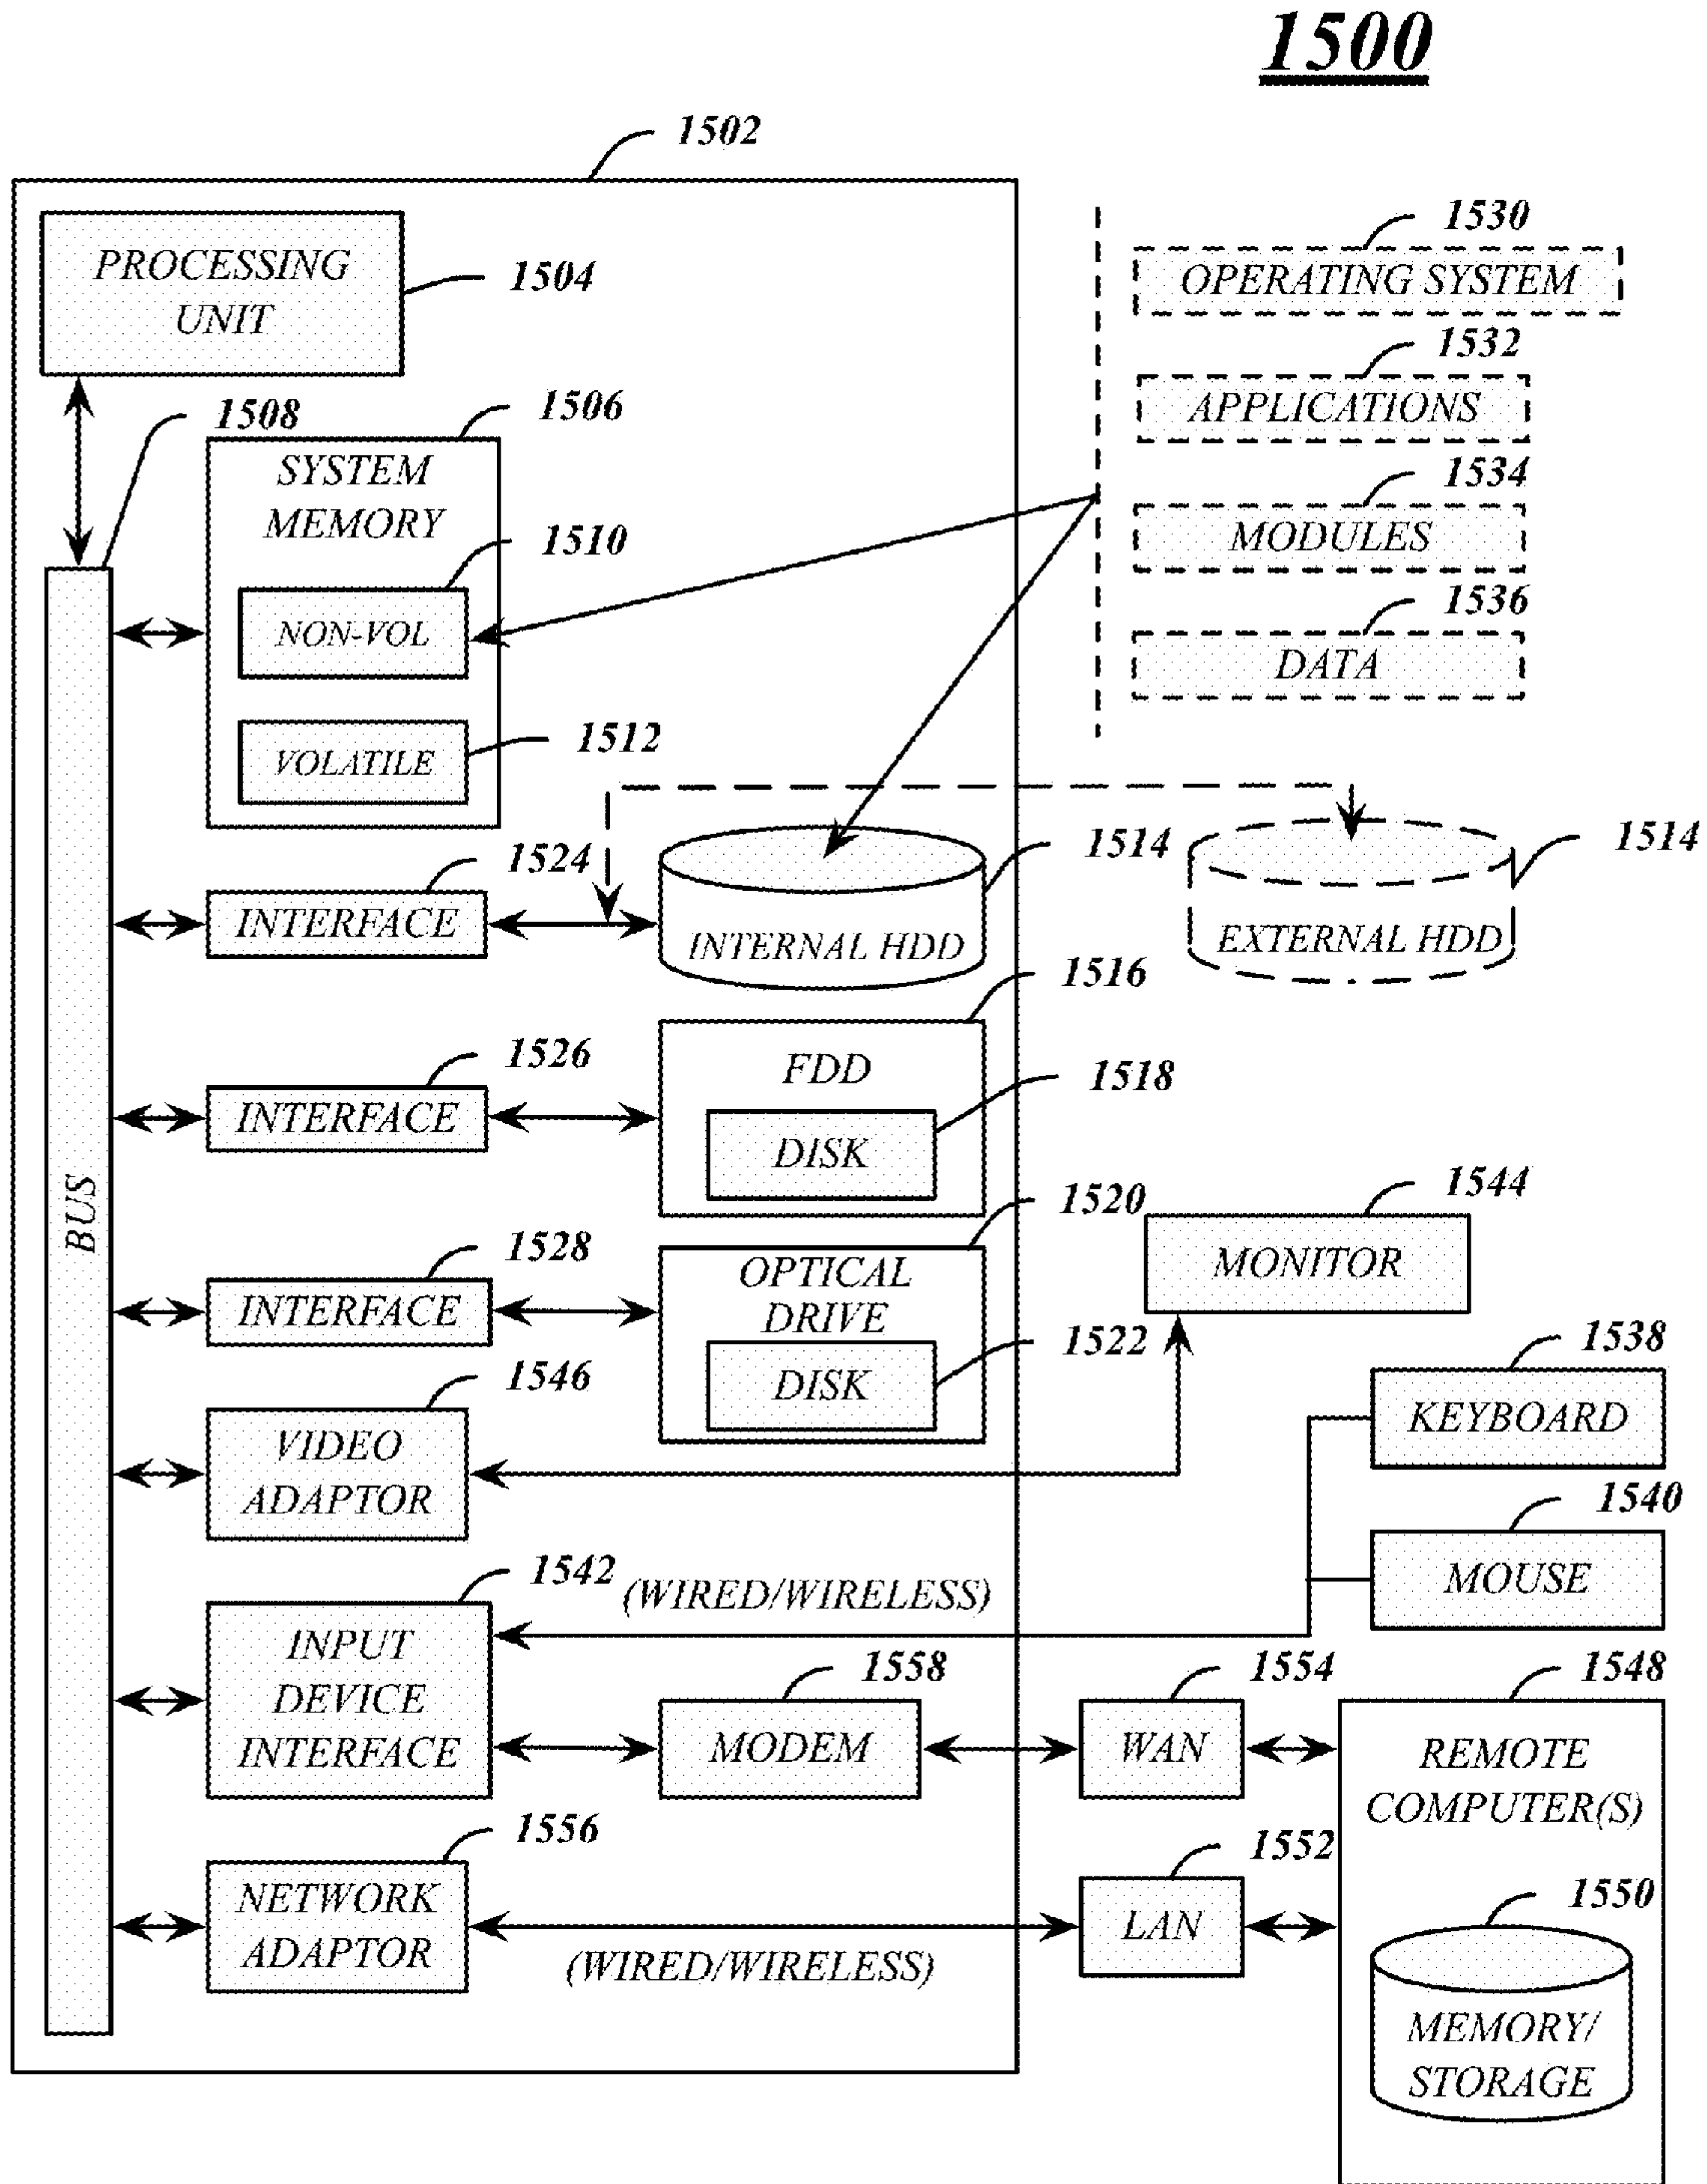 1500
1502
PROCESSING
UNIT
1504
1530
OPERATING SYSTEM
1532
APPLICATIONS
1534
MODULES
1536
DATA
1508
1506
SYSTEM
MEMORY
1510
NON-VOL
1512
VOLATILE
1524
INTERFACE
1514
INTERNAL HDD
1514
EXTERNAL HDD
1516
FDD
1526
INTERFACE
1518
DISK
BUS
1520
OPTICAL
DRIVE
1528
INTERFACE
1522
DISK
1544
MONITOR
1546
VIDEO
ADAPTOR
1538
KEYBOARD
1540
MOUSE
1542
(WIRED/WIRELESS)
INPUT
DEVICE
INTERFACE
1558
MODEM
1554
WAN
1548
REMOTE
COMPUTER(S)
1556
NETWORK
ADAPTOR
(WIRED/WIRELESS)
1552
LAN
1550
MEMORY/
STORAGE